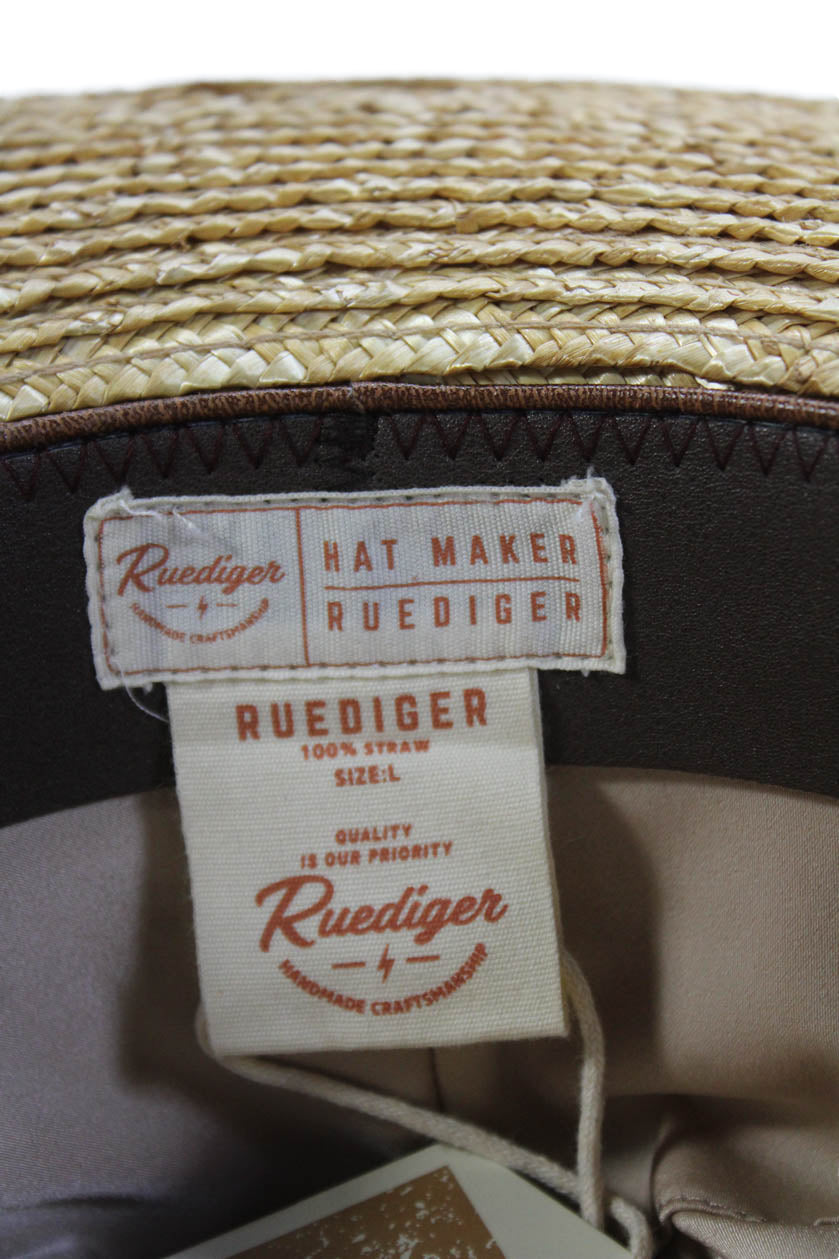 Ruediger
HANDMADE CRAFTSMANSHIP
HAT MAKER
RUEDIGER
RUEDIGER
100% STRAW
SIZE:L
QUALITY
IS OUR PRIORITY
Ruediger
HANDMADE CRAFTSMANSHIP